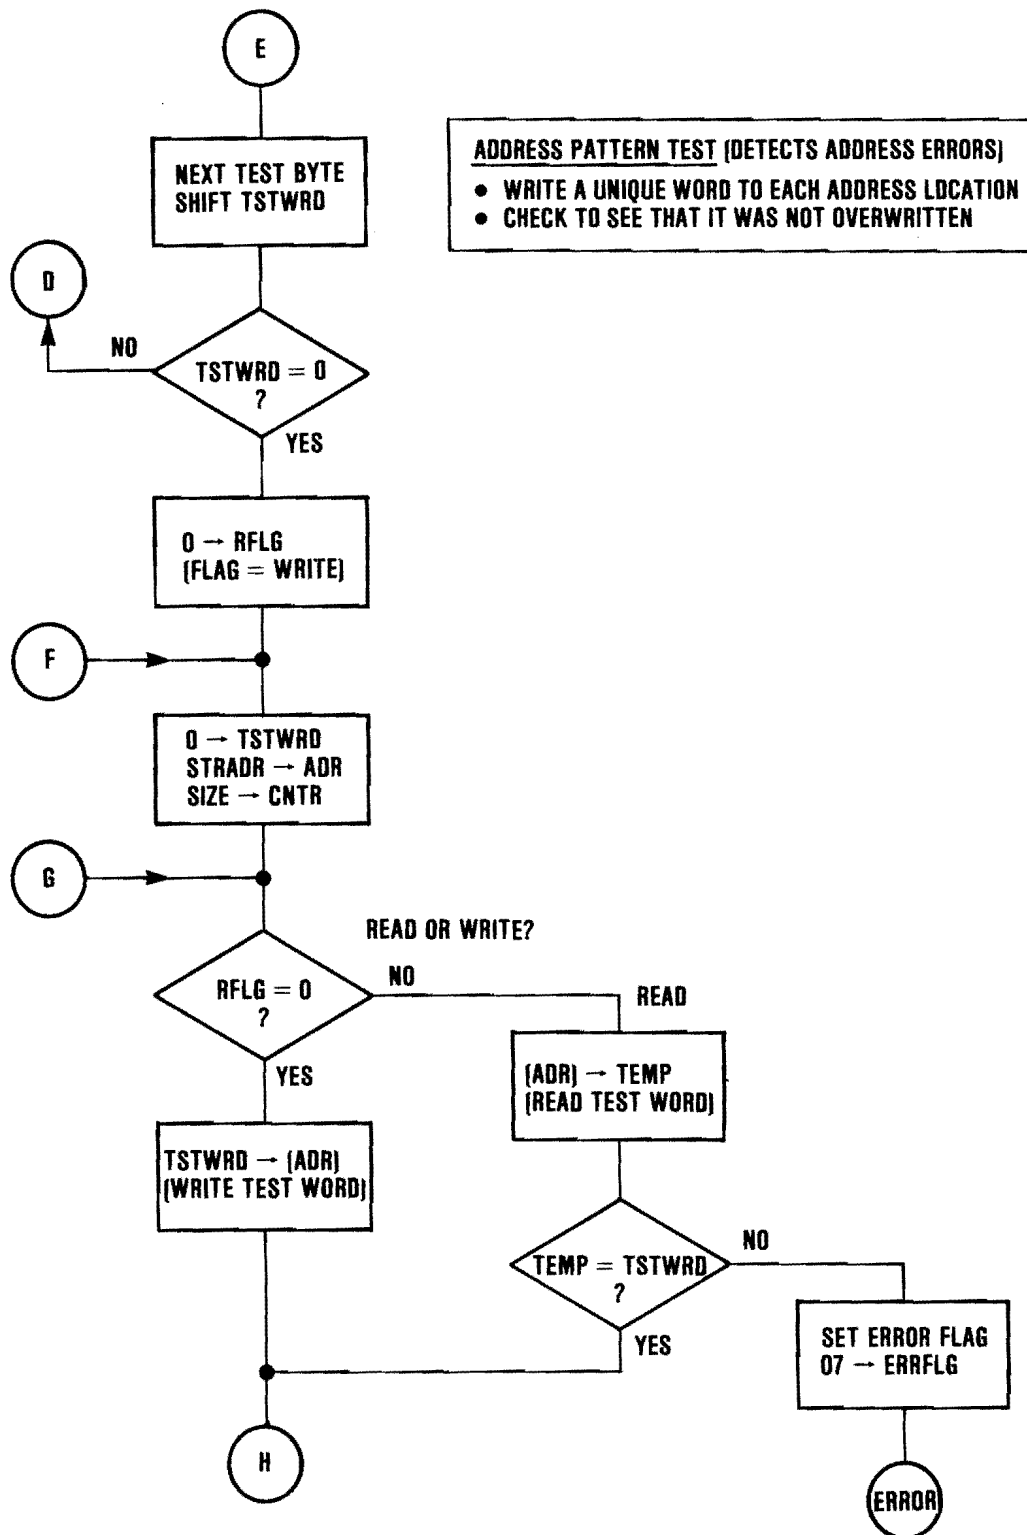 E
NEXT TEST BYTE
SHIFT TSTWRD
ADDRESS PATTERN TEST (DETECTS ADDRESS ERRORS)
• WRITE A UNIQUE WORD TO EACH ADDRESS LOCATION
• CHECK TO SEE THAT IT WAS NOT OVERWRITTEN
D
NO
TSTWRD = 0
?
YES
0 → RFLG
(FLAG = WRITE)
F
0 → TSTWRD
STRADR → ADR
SIZE → CNTR
G
READ OR WRITE?
RFLG = 0
?
NO
READ
YES
(ADR) → TEMP
(READ TEST WORD)
TSTWRD → (ADR)
(WRITE TEST WORD)
TEMP = TSTWRD
?
NO
YES
SET ERROR FLAG
07 → ERRFLG
H
ERROR